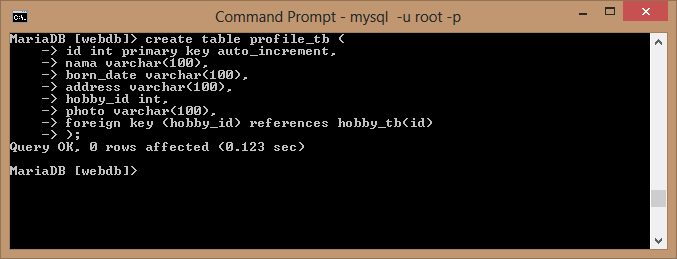 Command Prompt - mysql  -u root -p
MariaDB [webdb]> create table profile_tb (
    -> id int primary key auto_increment,
    -> nama varchar(100),
    -> born_date varchar(100),
    -> address varchar(100),
    -> hobby_id int,
    -> photo varchar(100),
    -> foreign key (hobby_id) references hobby_tb(id)
    -> );
Query OK, 0 rows affected (0.123 sec)
MariaDB [webdb]>